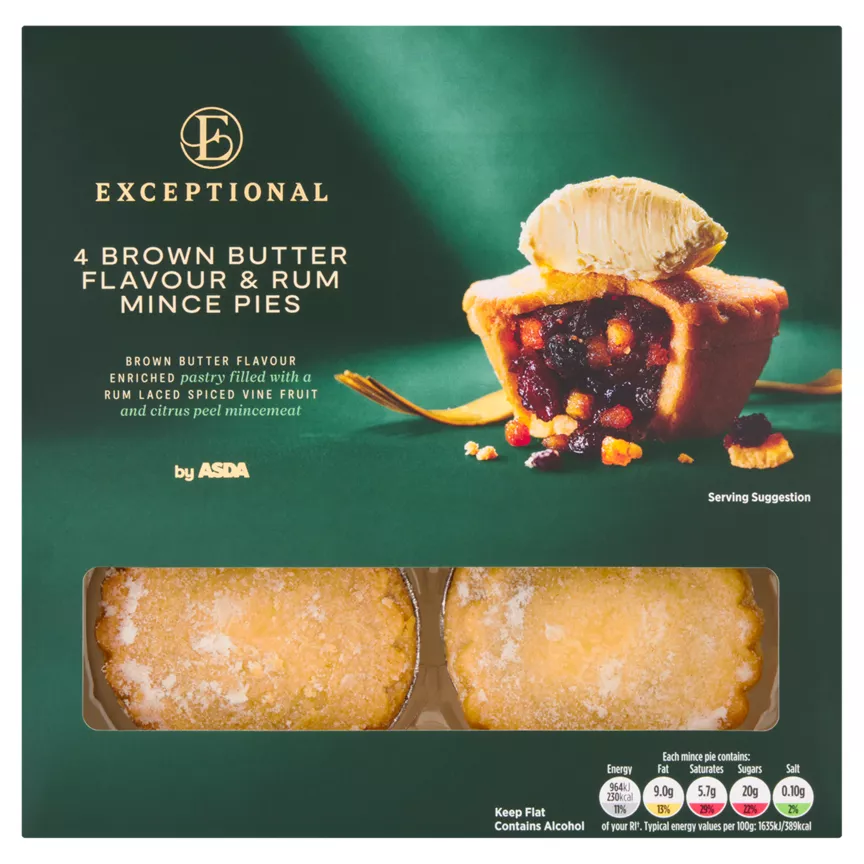 E
EXCEPTIONAL
4 BROWN BUTTER
FLAVOUR & RUM
MINCE PIES
BROWN BUTTER FLAVOUR
ENRICHED pastry filled with a
RUM LACED SPICED VINE FRUIT
and citrus peel mincemeat
by ASDA
Serving Suggestion
Keep Flat
Contains Alcohol
Each mince pie contains:
Energy Fat Saturates Sugars Salt
964kJ 9.0g 5.7g 20g 0.10g
230kcal
11% 13% 29% 22% 2%
of your RI†. Typical energy values per 100g: 1635kJ/389kcal